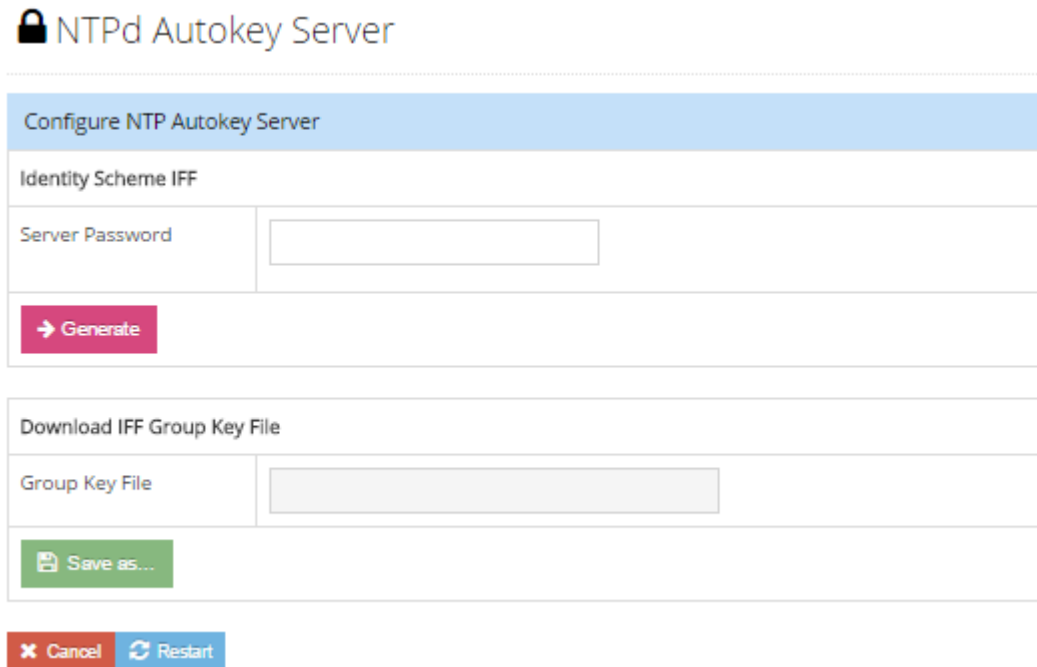 NTPd Autokey Server
Configure NTP Autokey Server
Identity Scheme IFF
Server Password
Generate
Download IFF Group Key File
Group Key File
Save as...
Cancel Restart